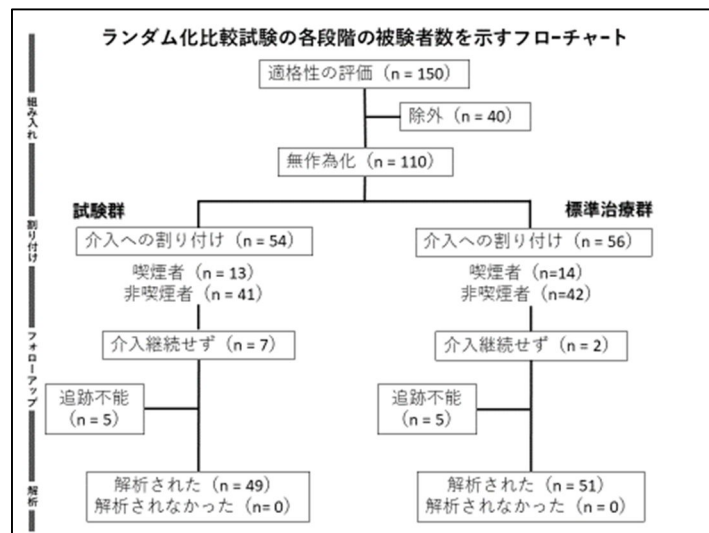 ランダム化比較試験の各段階の被験者数を示すフローチャート
組み入れ
適格性の評価（n = 150）
除外（n = 40）
無作為化（n = 110）
割り付け
試験群
標準治療群
介入への割り付け（n = 54）
介入への割り付け（n = 56）
喫煙者（n = 13）
非喫煙者（n = 41）
喫煙者（n=14）
非喫煙者（n=42）
フォローアップ
介入継続せず（n = 7）
介入継続せず（n = 2）
追跡不能
（n = 5）
追跡不能
（n = 5）
解析
解析された（n = 49）
解析されなかった（n= 0）
解析された（n = 51）
解析されなかった（n = 0）